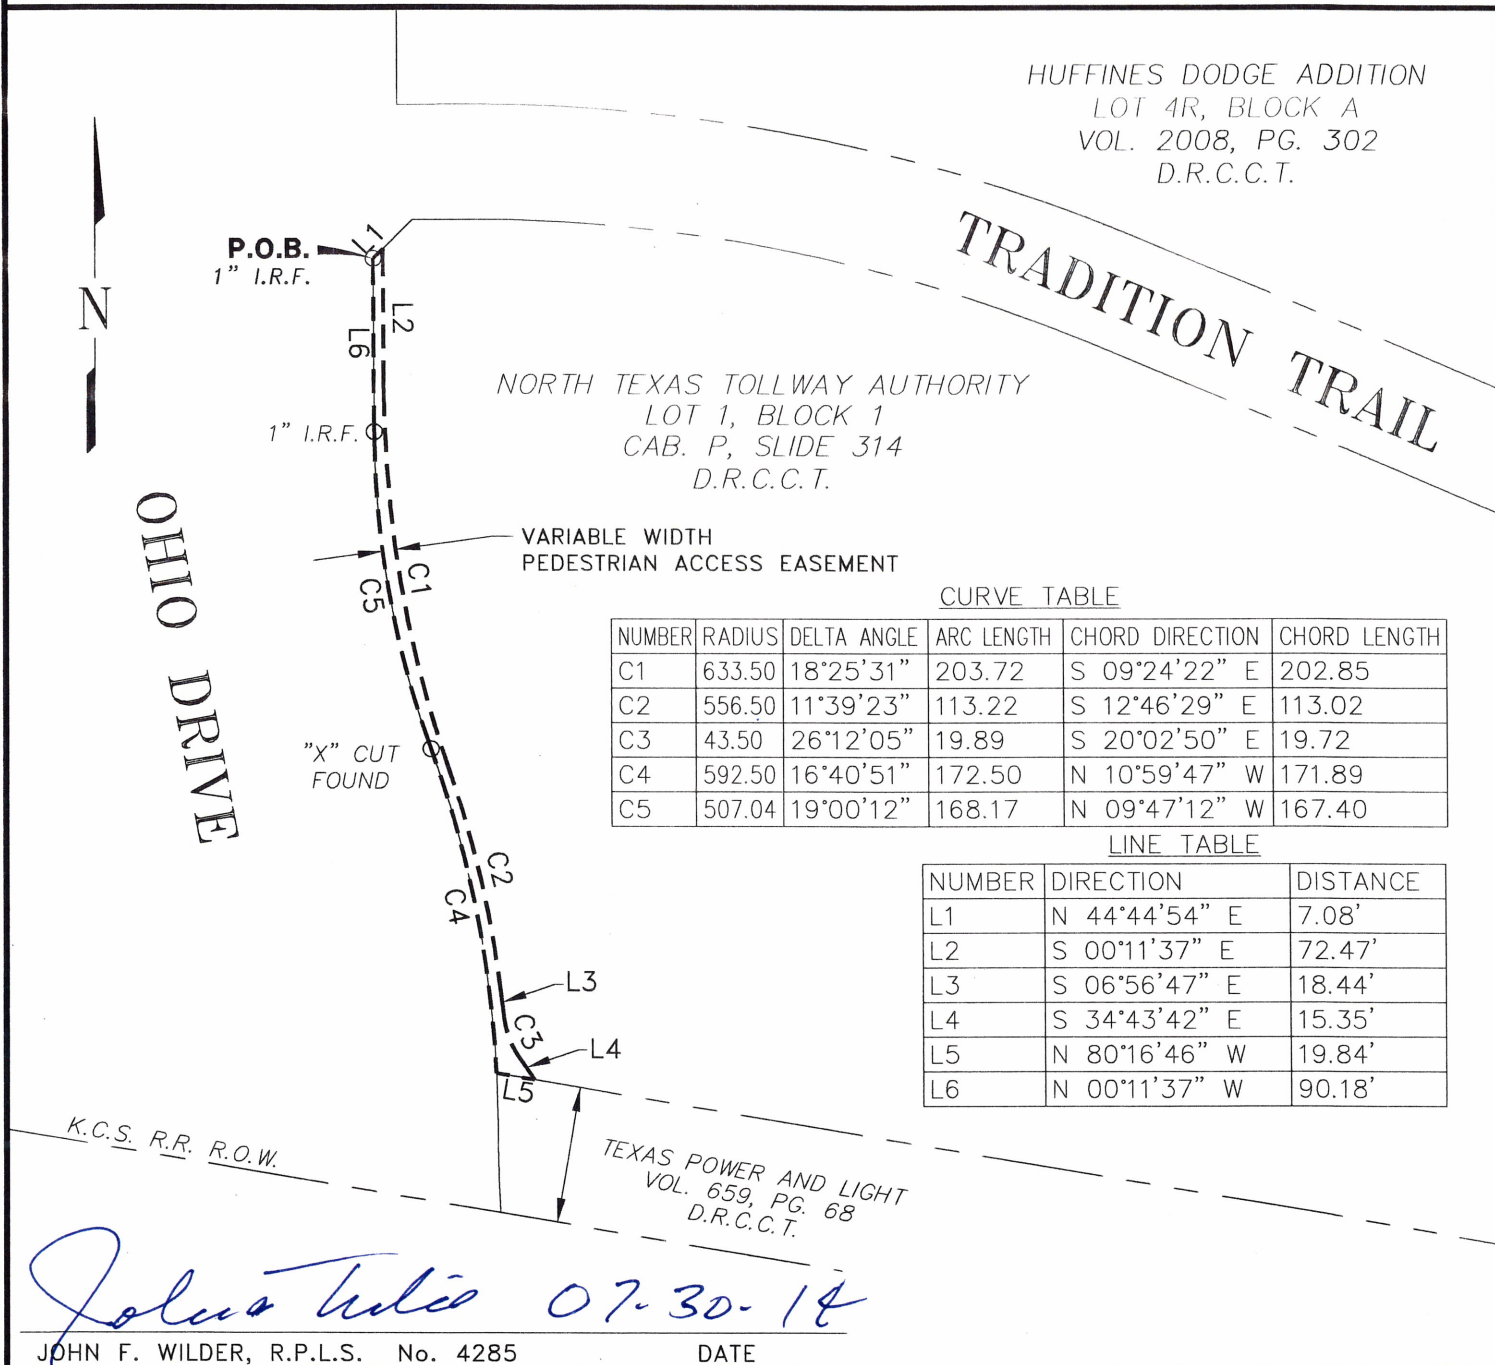 HUFFINES DODGE ADDITION
LOT 4R, BLOCK A
VOL. 2008, PG. 302
D.R.C.C.T.
TRADITION TRAIL
P.O.B.
1" I.R.F.
L1
N
L2
L6
NORTH TEXAS TOLLWAY AUTHORITY
LOT 1, BLOCK 1
CAB. P, SLIDE 314
D.R.C.C.T.
1" I.R.F.
OHIO DRIVE
VARIABLE WIDTH
PEDESTRIAN ACCESS EASEMENT
C1
C5
CURVE TABLE
NUMBER RADIUS DELTA ANGLE ARC LENGTH CHORD DIRECTION CHORD LENGTH
C1 633.50 18°25'31" 203.72 S 09°24'22" E 202.85
C2 556.50 11°39'23" 113.22 S 12°46'29" E 113.02
C3 43.50 26°12'05" 19.89 S 20°02'50" E 19.72
C4 592.50 16°40'51" 172.50 N 10°59'47" W 171.89
C5 507.04 19°00'12" 168.17 N 09°47'12" W 167.40
"X" CUT
FOUND
LINE TABLE
NUMBER DIRECTION DISTANCE
L1 N 44°44'54" E 7.08'
L2 S 00°11'37" E 72.47'
L3 S 06°56'47" E 18.44'
L4 S 34°43'42" E 15.35'
L5 N 80°16'46" W 19.84'
L6 N 00°11'37" W 90.18'
C2
C4
L3
C3
L4
L5
K.C.S. R.R. R.O.W.
TEXAS POWER AND LIGHT
VOL. 659, PG. 68
D.R.C.C.T.
07-30-14
JOHN F. WILDER, R.P.L.S. No. 4285 DATE